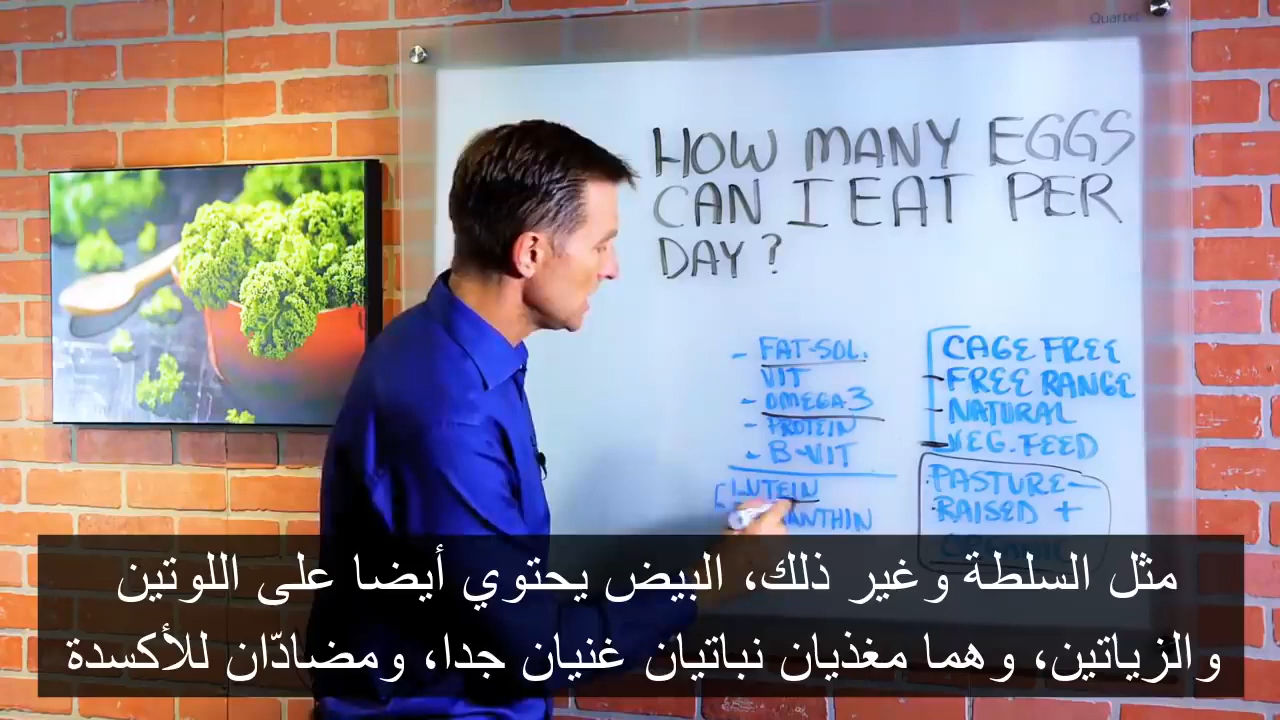 Quartet
HOW MANY EGGS
CAN I EAT PER
DAY?
- FAT-SOL.
VIT
- OMEGA 3
- PROTEIN
- B-VIT
LUTEIN
ANTHIN
CAGE FREE
- FREE RANGE
- NATURAL
- VEG. FEED
PASTURE-
RAISED +
مثل السلطة وغير ذلك، البيض يحتوي أيضا على اللوتين
والزياتين، وهما مغذيان نباتيان غنيان جدا، ومضادّان للأكسدة